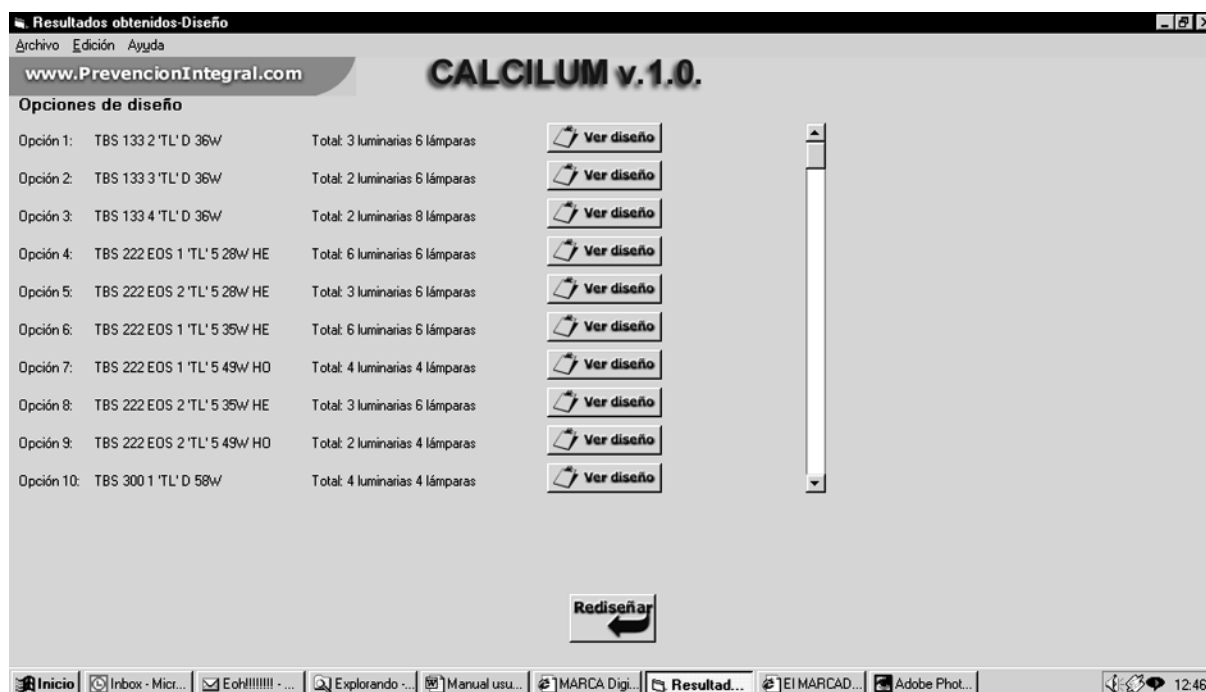 Resultados obtenidos-Diseño
Archivo Edición Ayuda
www.PrevencionIntegral.com CALCILUM v.1.0.
Opciones de diseño
Opción 1: TBS 133 2 'TL' D 36W Total: 3 luminarias 6 lámparas Ver diseño
Opción 2: TBS 133 3 'TL' D 36W Total: 2 luminarias 6 lámparas Ver diseño
Opción 3: TBS 133 4 'TL' D 36W Total: 2 luminarias 8 lámparas Ver diseño
Opción 4: TBS 222 EOS 1 'TL' 5 28W HE Total: 6 luminarias 6 lámparas Ver diseño
Opción 5: TBS 222 EOS 2 'TL' 5 28W HE Total: 3 luminarias 6 lámparas Ver diseño
Opción 6: TBS 222 EOS 1 'TL' 5 35W HE Total: 6 luminarias 6 lámparas Ver diseño
Opción 7: TBS 222 EOS 1 'TL' 5 49W HO Total: 4 luminarias 4 lámparas Ver diseño
Opción 8: TBS 222 EOS 2 'TL' 5 35W HE Total: 3 luminarias 6 lámparas Ver diseño
Opción 9: TBS 222 EOS 2 'TL' 5 49W HO Total: 2 luminarias 4 lámparas Ver diseño
Opción 10: TBS 300 1 'TL' D 58W Total: 4 luminarias 4 lámparas Ver diseño
Rediseñar
Inicio Inbox - Micr... Eoh!!!!!!!! - ... Explorando -... Manual usu... MARCA Digi... Resultad... El MARCAD... Adobe Phot... 12:46